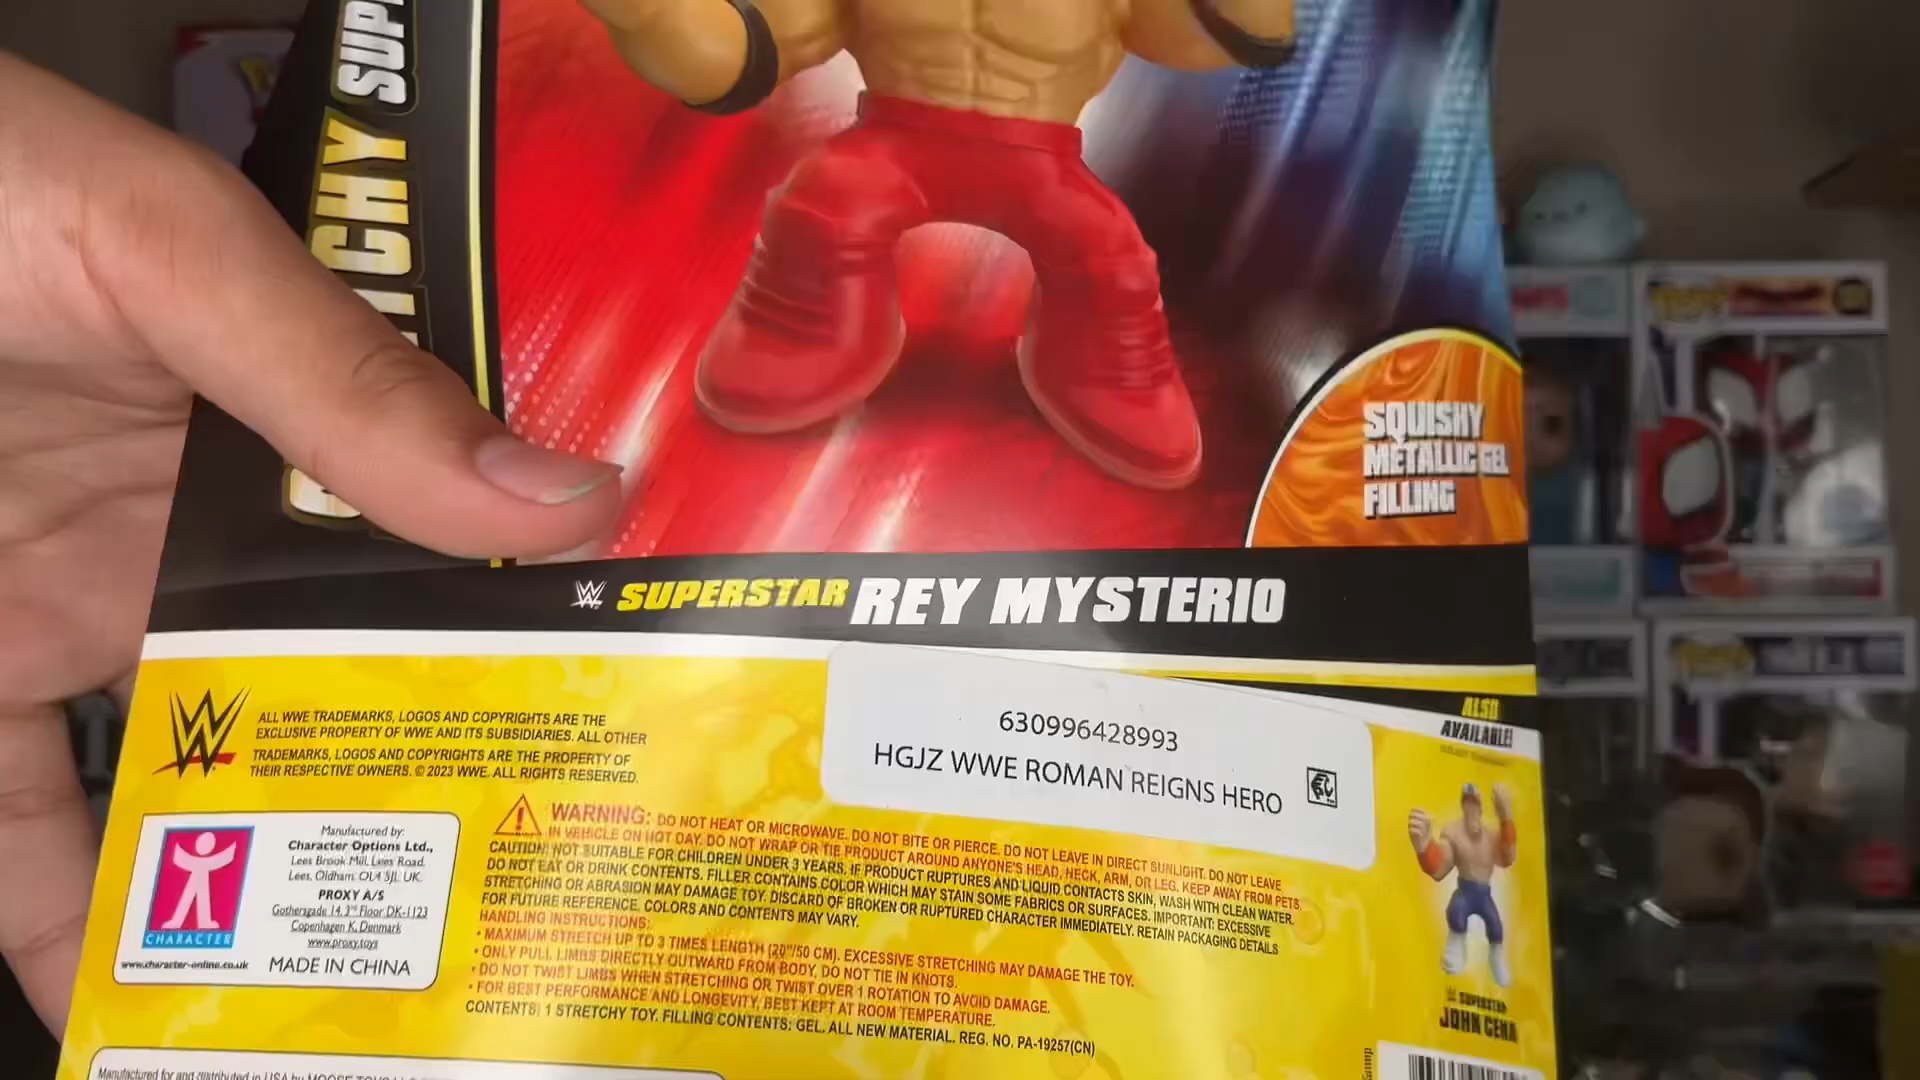 SQUISHY
METALLIC GEL
FILLING
SUPERSTAR REY MYSTERIO
ALL WWE TRADEMARKS, LOGOS AND COPYRIGHTS ARE THE
EXCLUSIVE PROPERTY OF WWE AND ITS SUBSIDIARIES. ALL OTHER
TRADEMARKS, LOGOS AND COPYRIGHTS ARE THE PROPERTY OF
THEIR RESPECTIVE OWNERS. © 2023 WWE. ALL RIGHTS RESERVED.
630996428993
HGJZ WWE ROMAN REIGNS HERO
ALSO
AVAILABLE!
Manufactured by:
Character Options Ltd.,
Lees Brook Mill, Lees Road,
Lees, Oldham. OL4 5JL. UK.
PROXY A/S
Gothersgade 14, 3rd Floor, DK-1123
Copenhagen K, Denmark
www.proxy.toys
CHARACTER
www.character-online.co.uk
MADE IN CHINA
WARNING: DO NOT HEAT OR MICROWAVE. DO NOT BITE OR PIERCE. DO NOT LEAVE IN DIRECT SUNLIGHT. DO NOT LEAVE
IN VEHICLE ON HOT DAY. DO NOT WRAP OR TIE PRODUCT AROUND ANYONE'S HEAD, NECK, ARM, OR LEG. KEEP AWAY FROM PETS.
CAUTION: NOT SUITABLE FOR CHILDREN UNDER 3 YEARS. IF PRODUCT RUPTURES AND LIQUID CONTACTS SKIN, WASH WITH CLEAN WATER.
DO NOT EAT OR DRINK CONTENTS. FILLER CONTAINS COLOR WHICH MAY STAIN SOME FABRICS OR SURFACES. IMPORTANT: EXCESSIVE
STRETCHING OR ABRASION MAY DAMAGE TOY. DISCARD OF BROKEN OR RUPTURED CHARACTER IMMEDIATELY. RETAIN PACKAGING DETAILS
FOR FUTURE REFERENCE. COLORS AND CONTENTS MAY VARY.
HANDLING INSTRUCTIONS:
• MAXIMUM STRETCH UP TO 3 TIMES LENGTH (20"/50 CM). EXCESSIVE STRETCHING MAY DAMAGE THE TOY.
• ONLY PULL LIMBS DIRECTLY OUTWARD FROM BODY, DO NOT TIE IN KNOTS.
• DO NOT TWIST LIMBS WHEN STRETCHING OR TWIST OVER 1 ROTATION TO AVOID DAMAGE.
• FOR BEST PERFORMANCE AND LONGEVITY, BEST KEPT AT ROOM TEMPERATURE.
CONTENTS: 1 STRETCHY TOY. FILLING CONTENTS: GEL. ALL NEW MATERIAL. REG. NO. PA-19257(CN)
SUPERSTAR
JOHN CENA
Manufactured for and distributed in USA by MOOSE TOYS